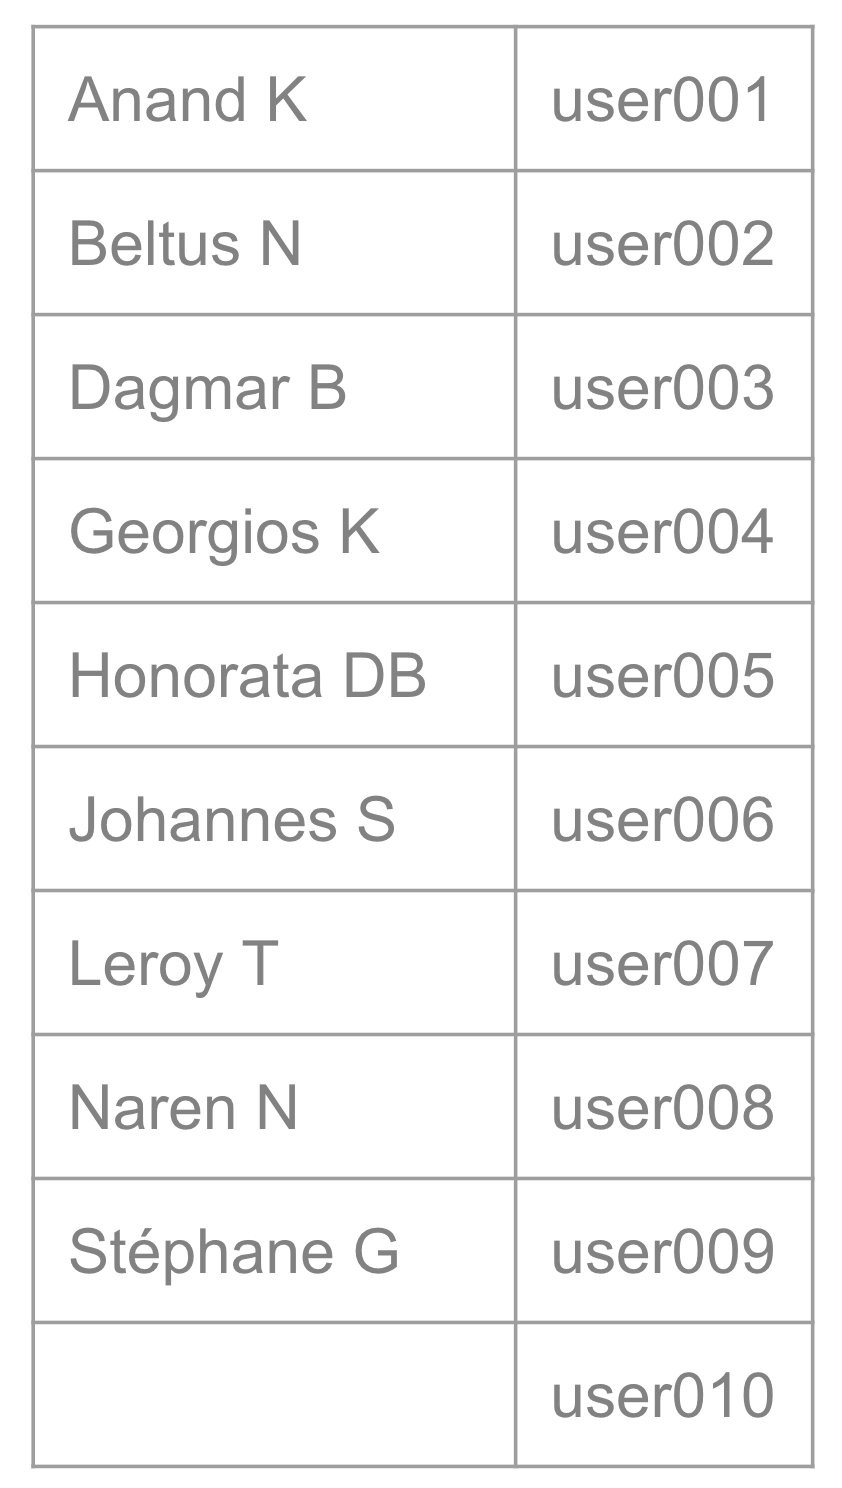 Anand K user001
Beltus N user002
Dagmar B user003
Georgios K user004
Honorata DB user005
Johannes S user006
Leroy T user007
Naren N user008
Stéphane G user009
user010